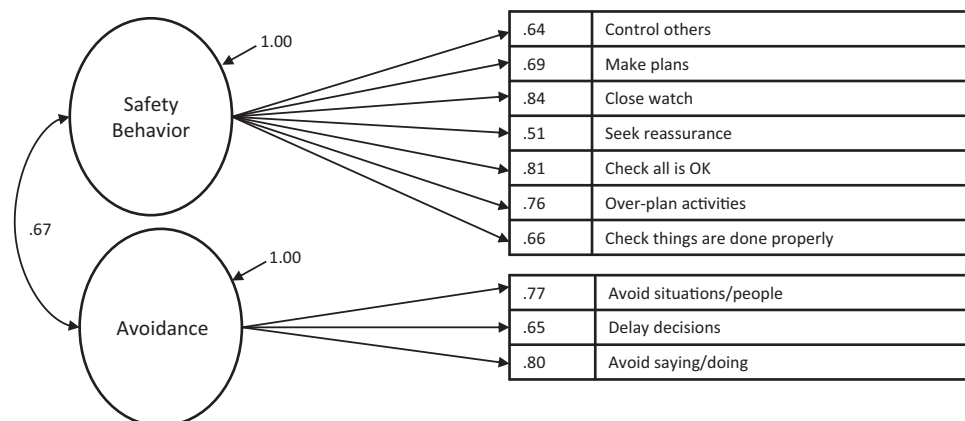 1.00
Safety
Behavior
.67
1.00
Avoidance
.64 Control others
.69 Make plans
.84 Close watch
.51 Seek reassurance
.81 Check all is OK
.76 Over-plan activities
.66 Check things are done properly
.77 Avoid situations/people
.65 Delay decisions
.80 Avoid saying/doing